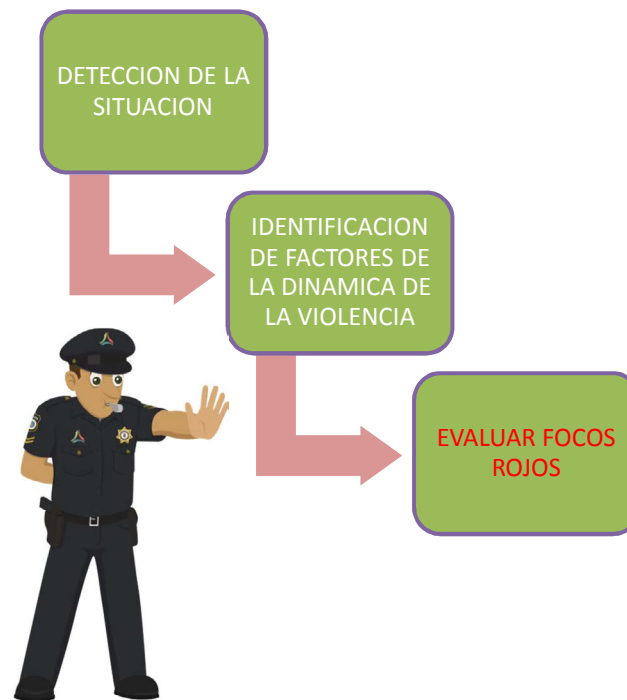 DETECCION DE LA
SITUACION
IDENTIFICACION
DE FACTORES DE
LA DINAMICA DE
LA VIOLENCIA
EVALUAR FOCOS
ROJOS